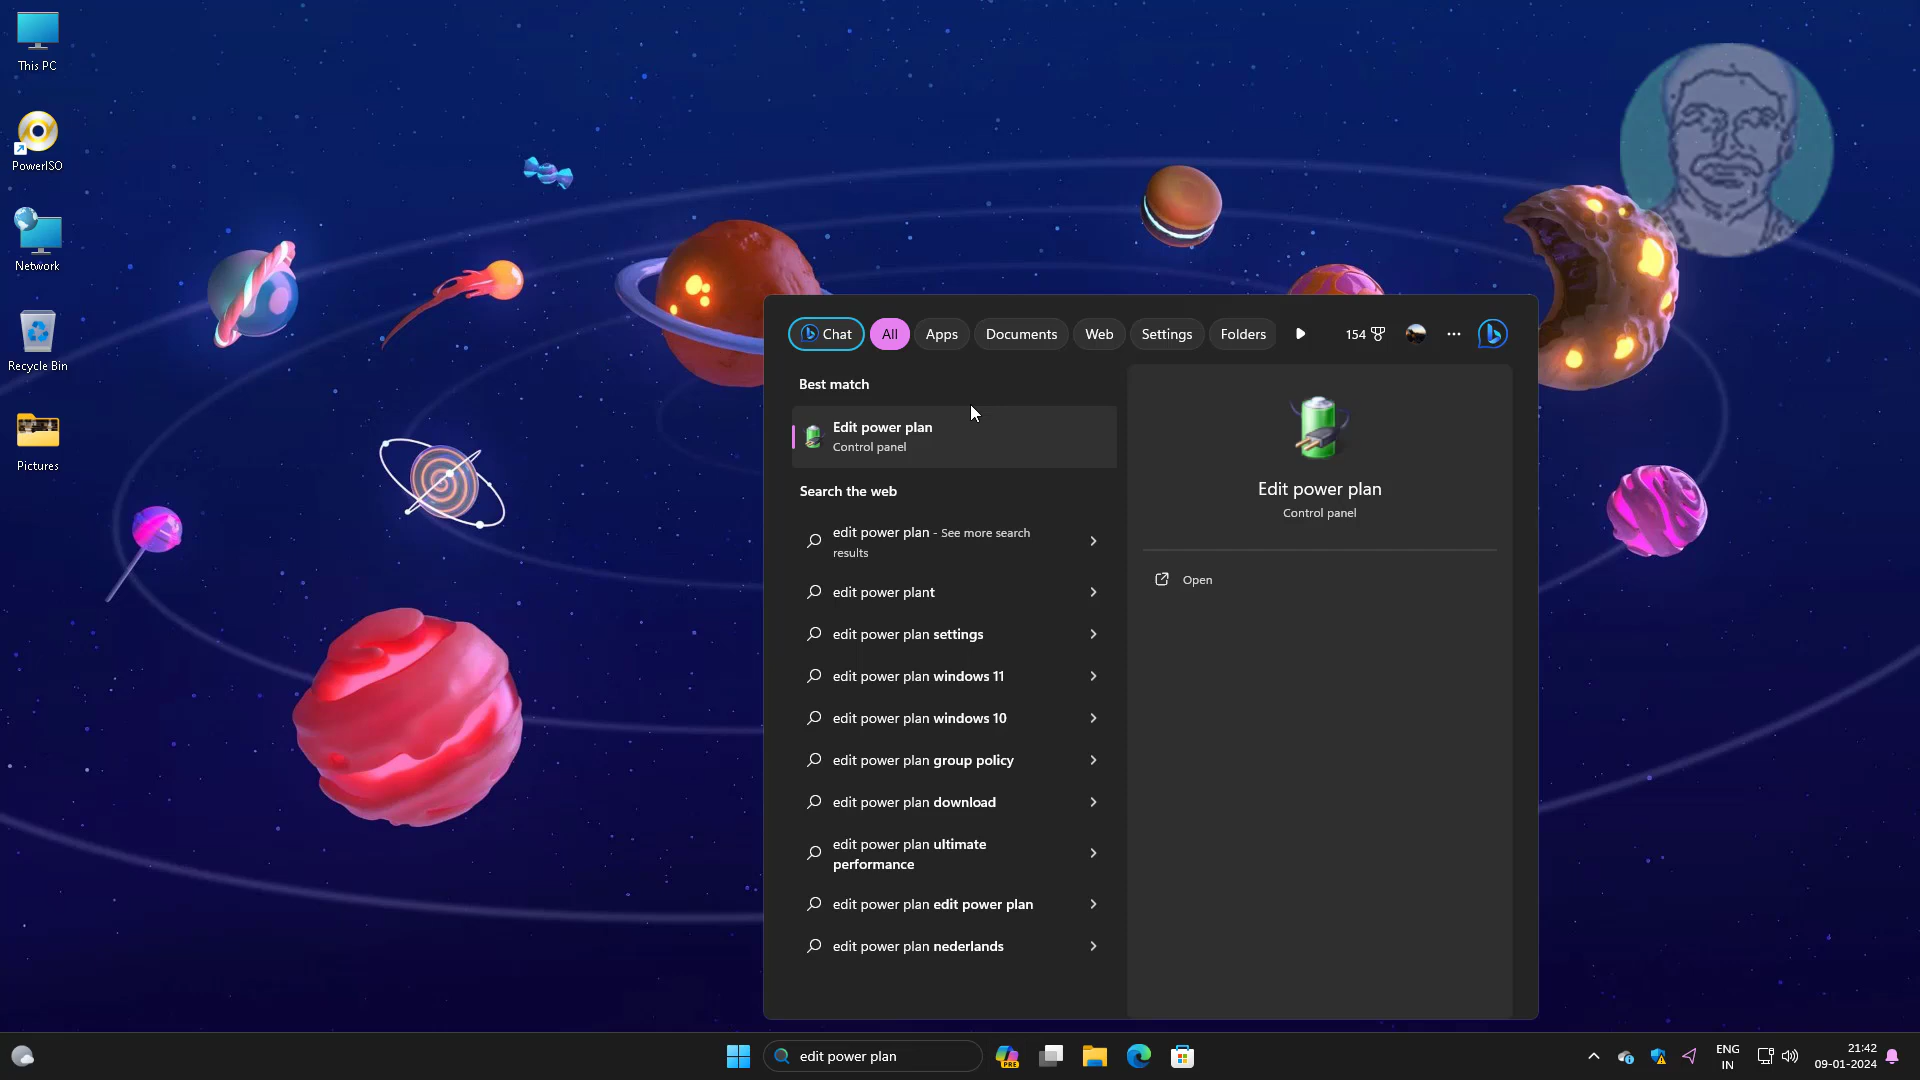 This PC
PowerISO
Network
Recycle Bin
Pictures
Chat
All
Apps
Documents
Web
Settings
Folders
154
Best match
Edit power plan
Control panel
Search the web
edit power plan - See more search
results
edit power plant
edit power plan settings
edit power plan windows 11
edit power plan windows 10
edit power plan group policy
edit power plan download
edit power plan ultimate
performance
edit power plan edit power plan
edit power plan nederlands
Edit power plan
Control panel
Open
edit power plan
PRE
ENG
IN
21:42
09-01-2024